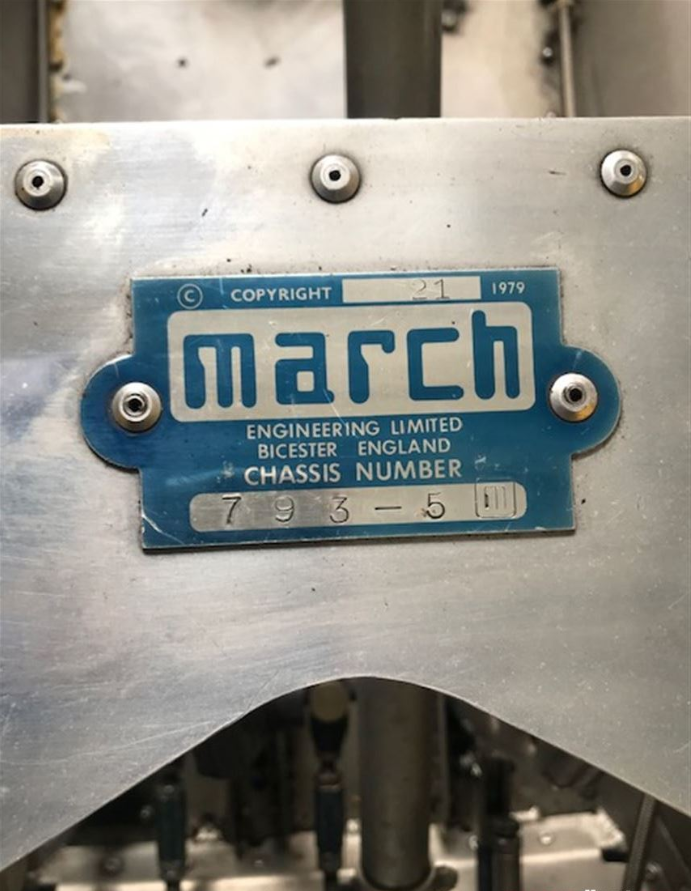 © COPYRIGHT 21 1979
march
ENGINEERING LIMITED
BICESTER ENGLAND
CHASSIS NUMBER
793-5 m